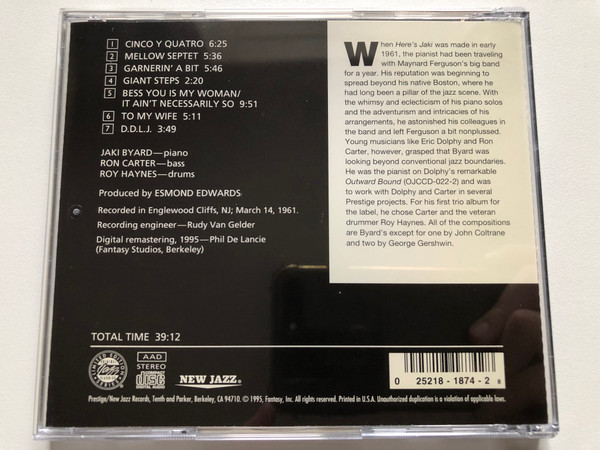 1 CINCO Y QUATRO 6:25
2 MELLOW SEPTET 5:36
3 GARNERIN' A BIT 5:46
4 GIANT STEPS 2:20
5 BESS YOU IS MY WOMAN/
IT AIN'T NECESSARILY SO 9:51
6 TO MY WIFE 5:11
7 D.D.L.J. 3:49
JAKI BYARD—piano
RON CARTER—bass
ROY HAYNES—drums
Produced by ESMOND EDWARDS
Recorded in Englewood Cliffs, NJ; March 14, 1961.
Recording engineer—Rudy Van Gelder
Digital remastering, 1995—Phil De Lancie
(Fantasy Studios, Berkeley)
When Here's Jaki was made in early
1961, the pianist had been traveling
with Maynard Ferguson's big band
for a year. His reputation was beginning to
spread beyond his native Boston, where he
had long been a pillar of the jazz scene. With
the whimsy and eclecticism of his piano solos
and the adventurism and intricacies of his
arrangements, he astonished his colleagues in
the band and left Ferguson a bit nonplussed.
Young musicians like Eric Dolphy and Ron
Carter, however, grasped that Byard was
looking beyond conventional jazz boundaries.
He was the pianist on Dolphy's remarkable
Outward Bound (OJCCD-022-2) and was
to work with Dolphy and Carter in several
Prestige projects. For his first trio album for
the label, he chose Carter and the veteran
drummer Roy Haynes. All of the compositions
are Byard's except for one by John Coltrane
and two by George Gershwin.
TOTAL TIME 39:12
LIMITED EDITION
SERIES
AAD
STEREO
COMPACT
disc
DIGITAL AUDIO
NEW JAZZ
0 25218-1874-2 8
Prestige/New Jazz Records, Tenth and Parker, Berkeley, CA 94710. © 1995, Fantasy, Inc. All rights reserved. Printed in U.S.A. Unauthorized duplication is a violation of applicable laws.